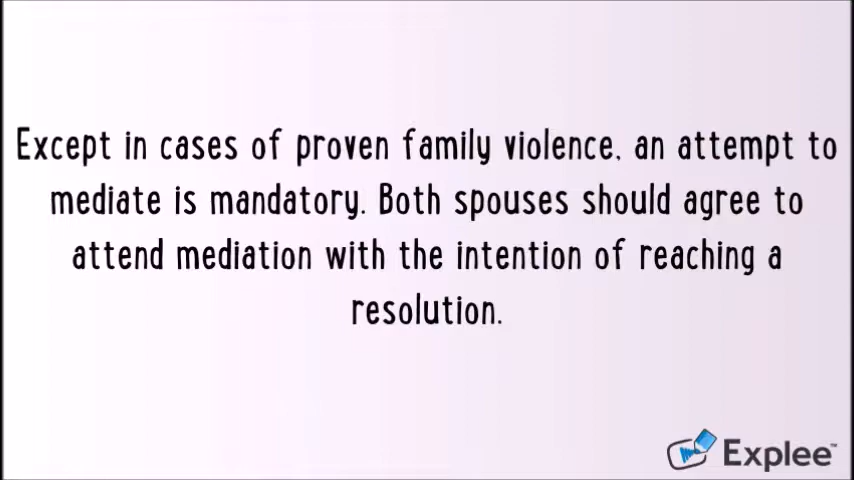 Except in cases of proven family violence, an attempt to
mediate is mandatory. Both spouses should agree to
attend mediation with the intention of reaching a
resolution.
Explee™